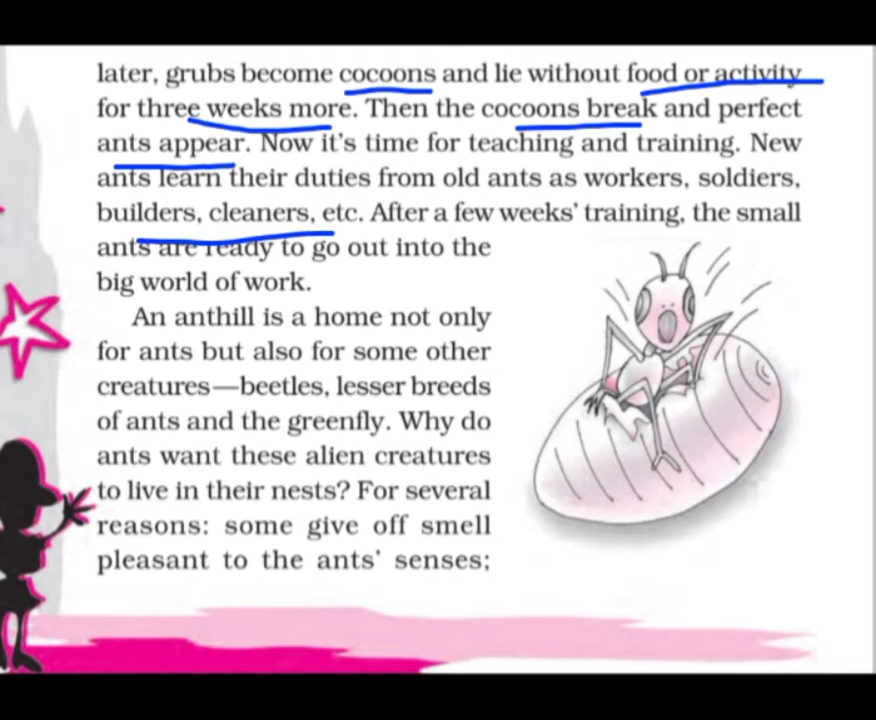 later, grubs become cocoons and lie without food or activity
for three weeks more. Then the cocoons break and perfect
ants appear. Now it's time for teaching and training. New
ants learn their duties from old ants as workers, soldiers,
builders, cleaners, etc. After a few weeks' training, the small
ants are ready to go out into the
big world of work.
An anthill is a home not only
for ants but also for some other
creatures—beetles, lesser breeds
of ants and the greenfly. Why do
ants want these alien creatures
to live in their nests? For several
reasons: some give off smell
pleasant to the ants' senses;